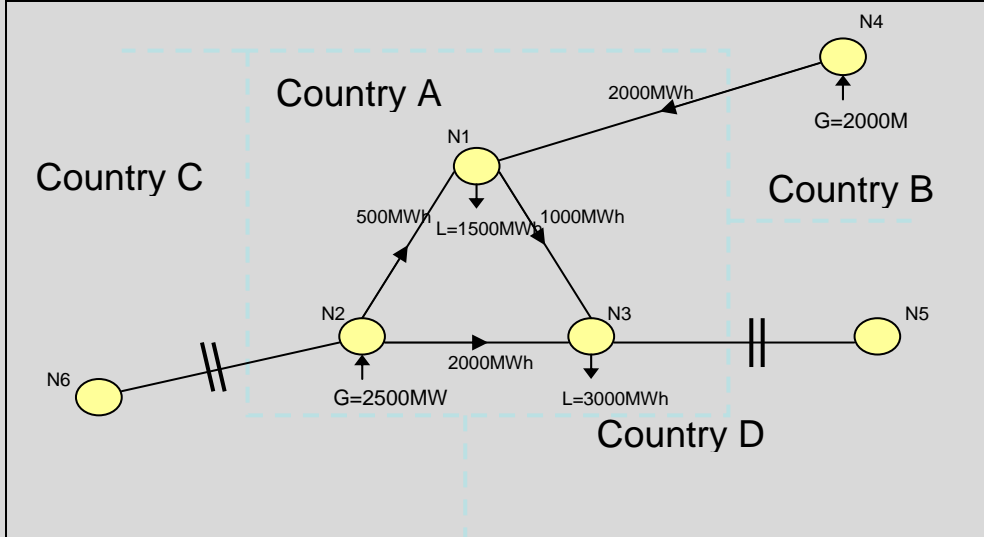 N4
Country A
2000MWh
G=2000M
N1
Country C
Country B
500MWh
L=1500MWh
1000MWh
N2
N3
N5
2000MWh
N6
G=2500MW
L=3000MWh
Country D